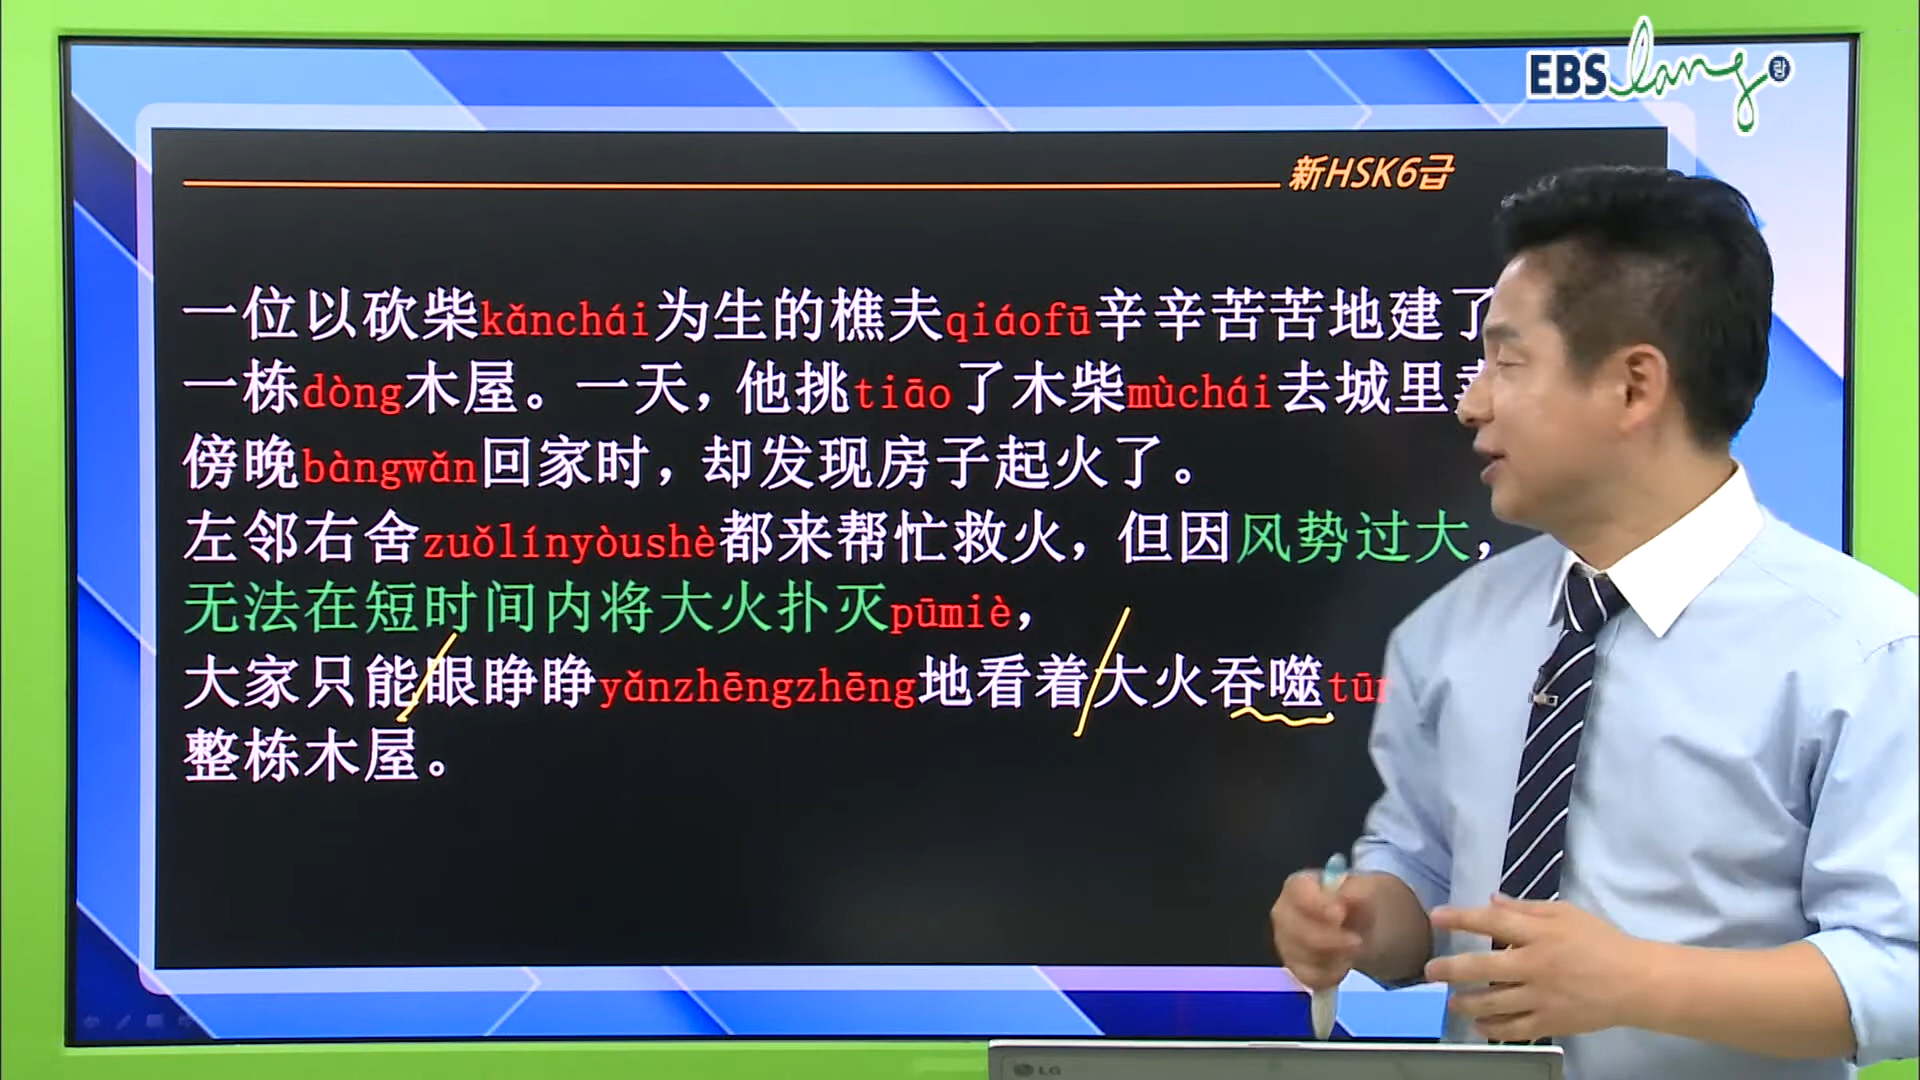 EBS lang 랑
新HSK6급
一位以砍柴kǎnchái为生的樵夫qiáofū辛辛苦苦地建了
一栋dòng木屋。一天，他挑tiāo了木柴mùchái去城里
傍晚bàngwǎn回家时，却发现房子起火了。
左邻右舍zuǒlínyòushè都来帮忙救火，但因风势过大，
无法在短时间内将大火扑灭pūmiè，
大家只能眼睁睁yǎnzhēngzhēng地看着大火吞噬
整栋木屋。
LG